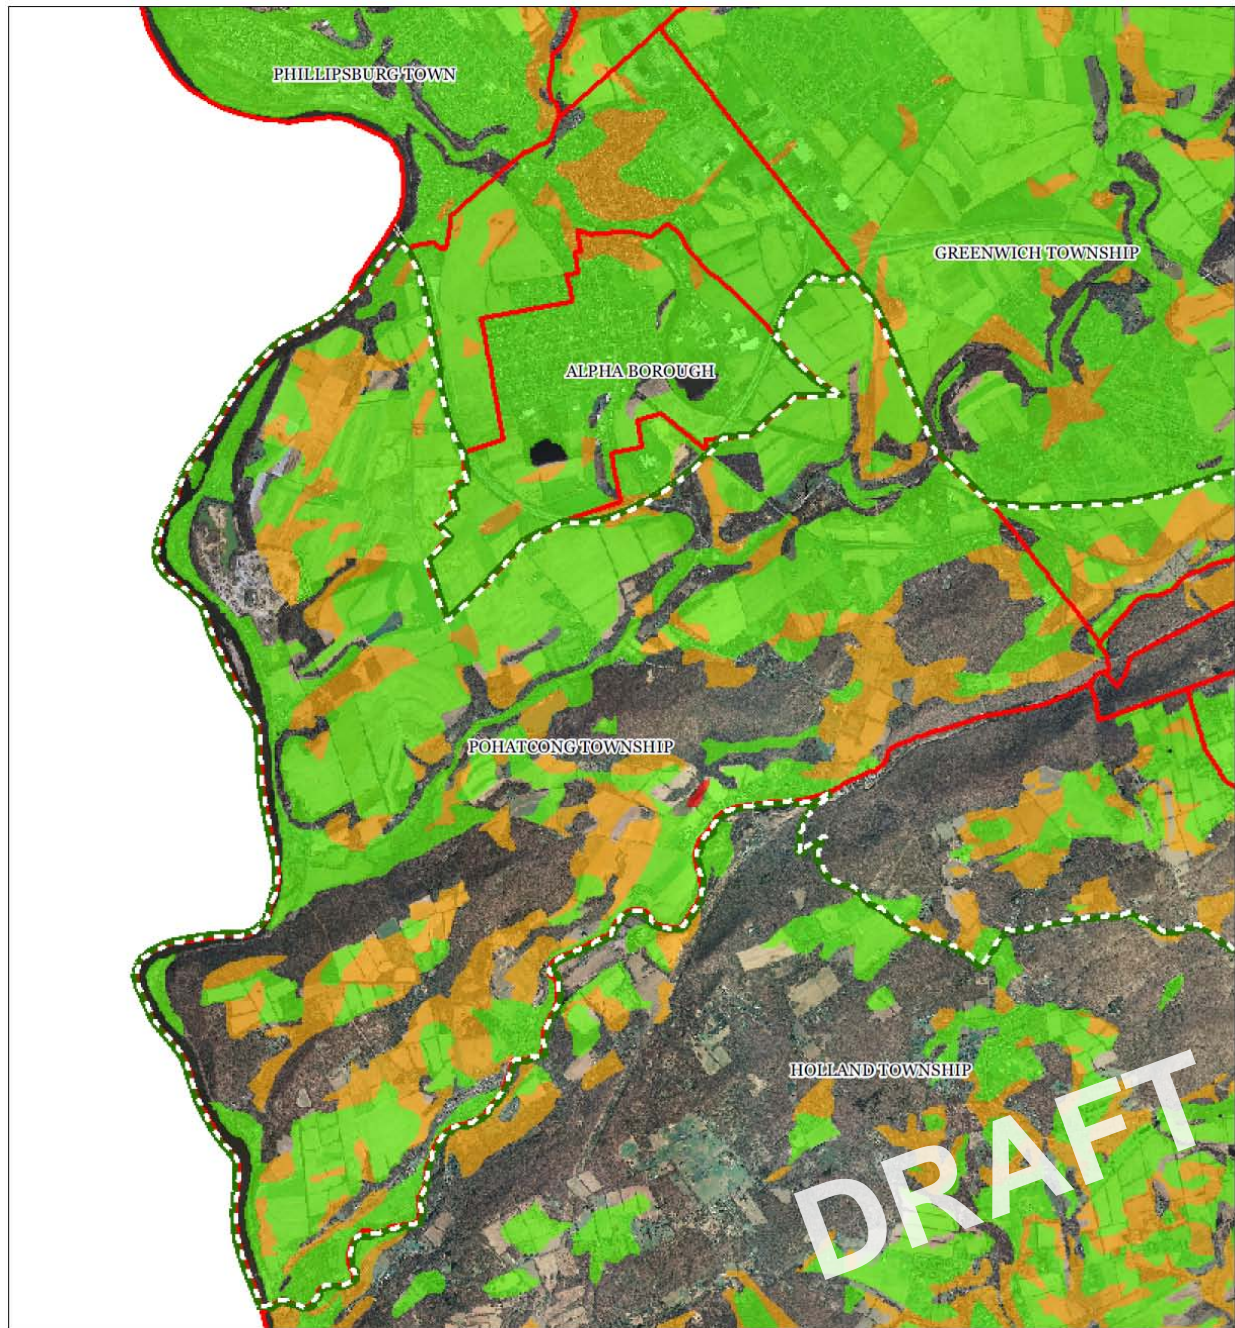 PHILLIPSBURG TOWN
GREENWICH TOWNSHIP
ALPHA BOROUGH
POHATCONG TOWNSHIP
HOLLAND TOWNSHIP
DRAFT